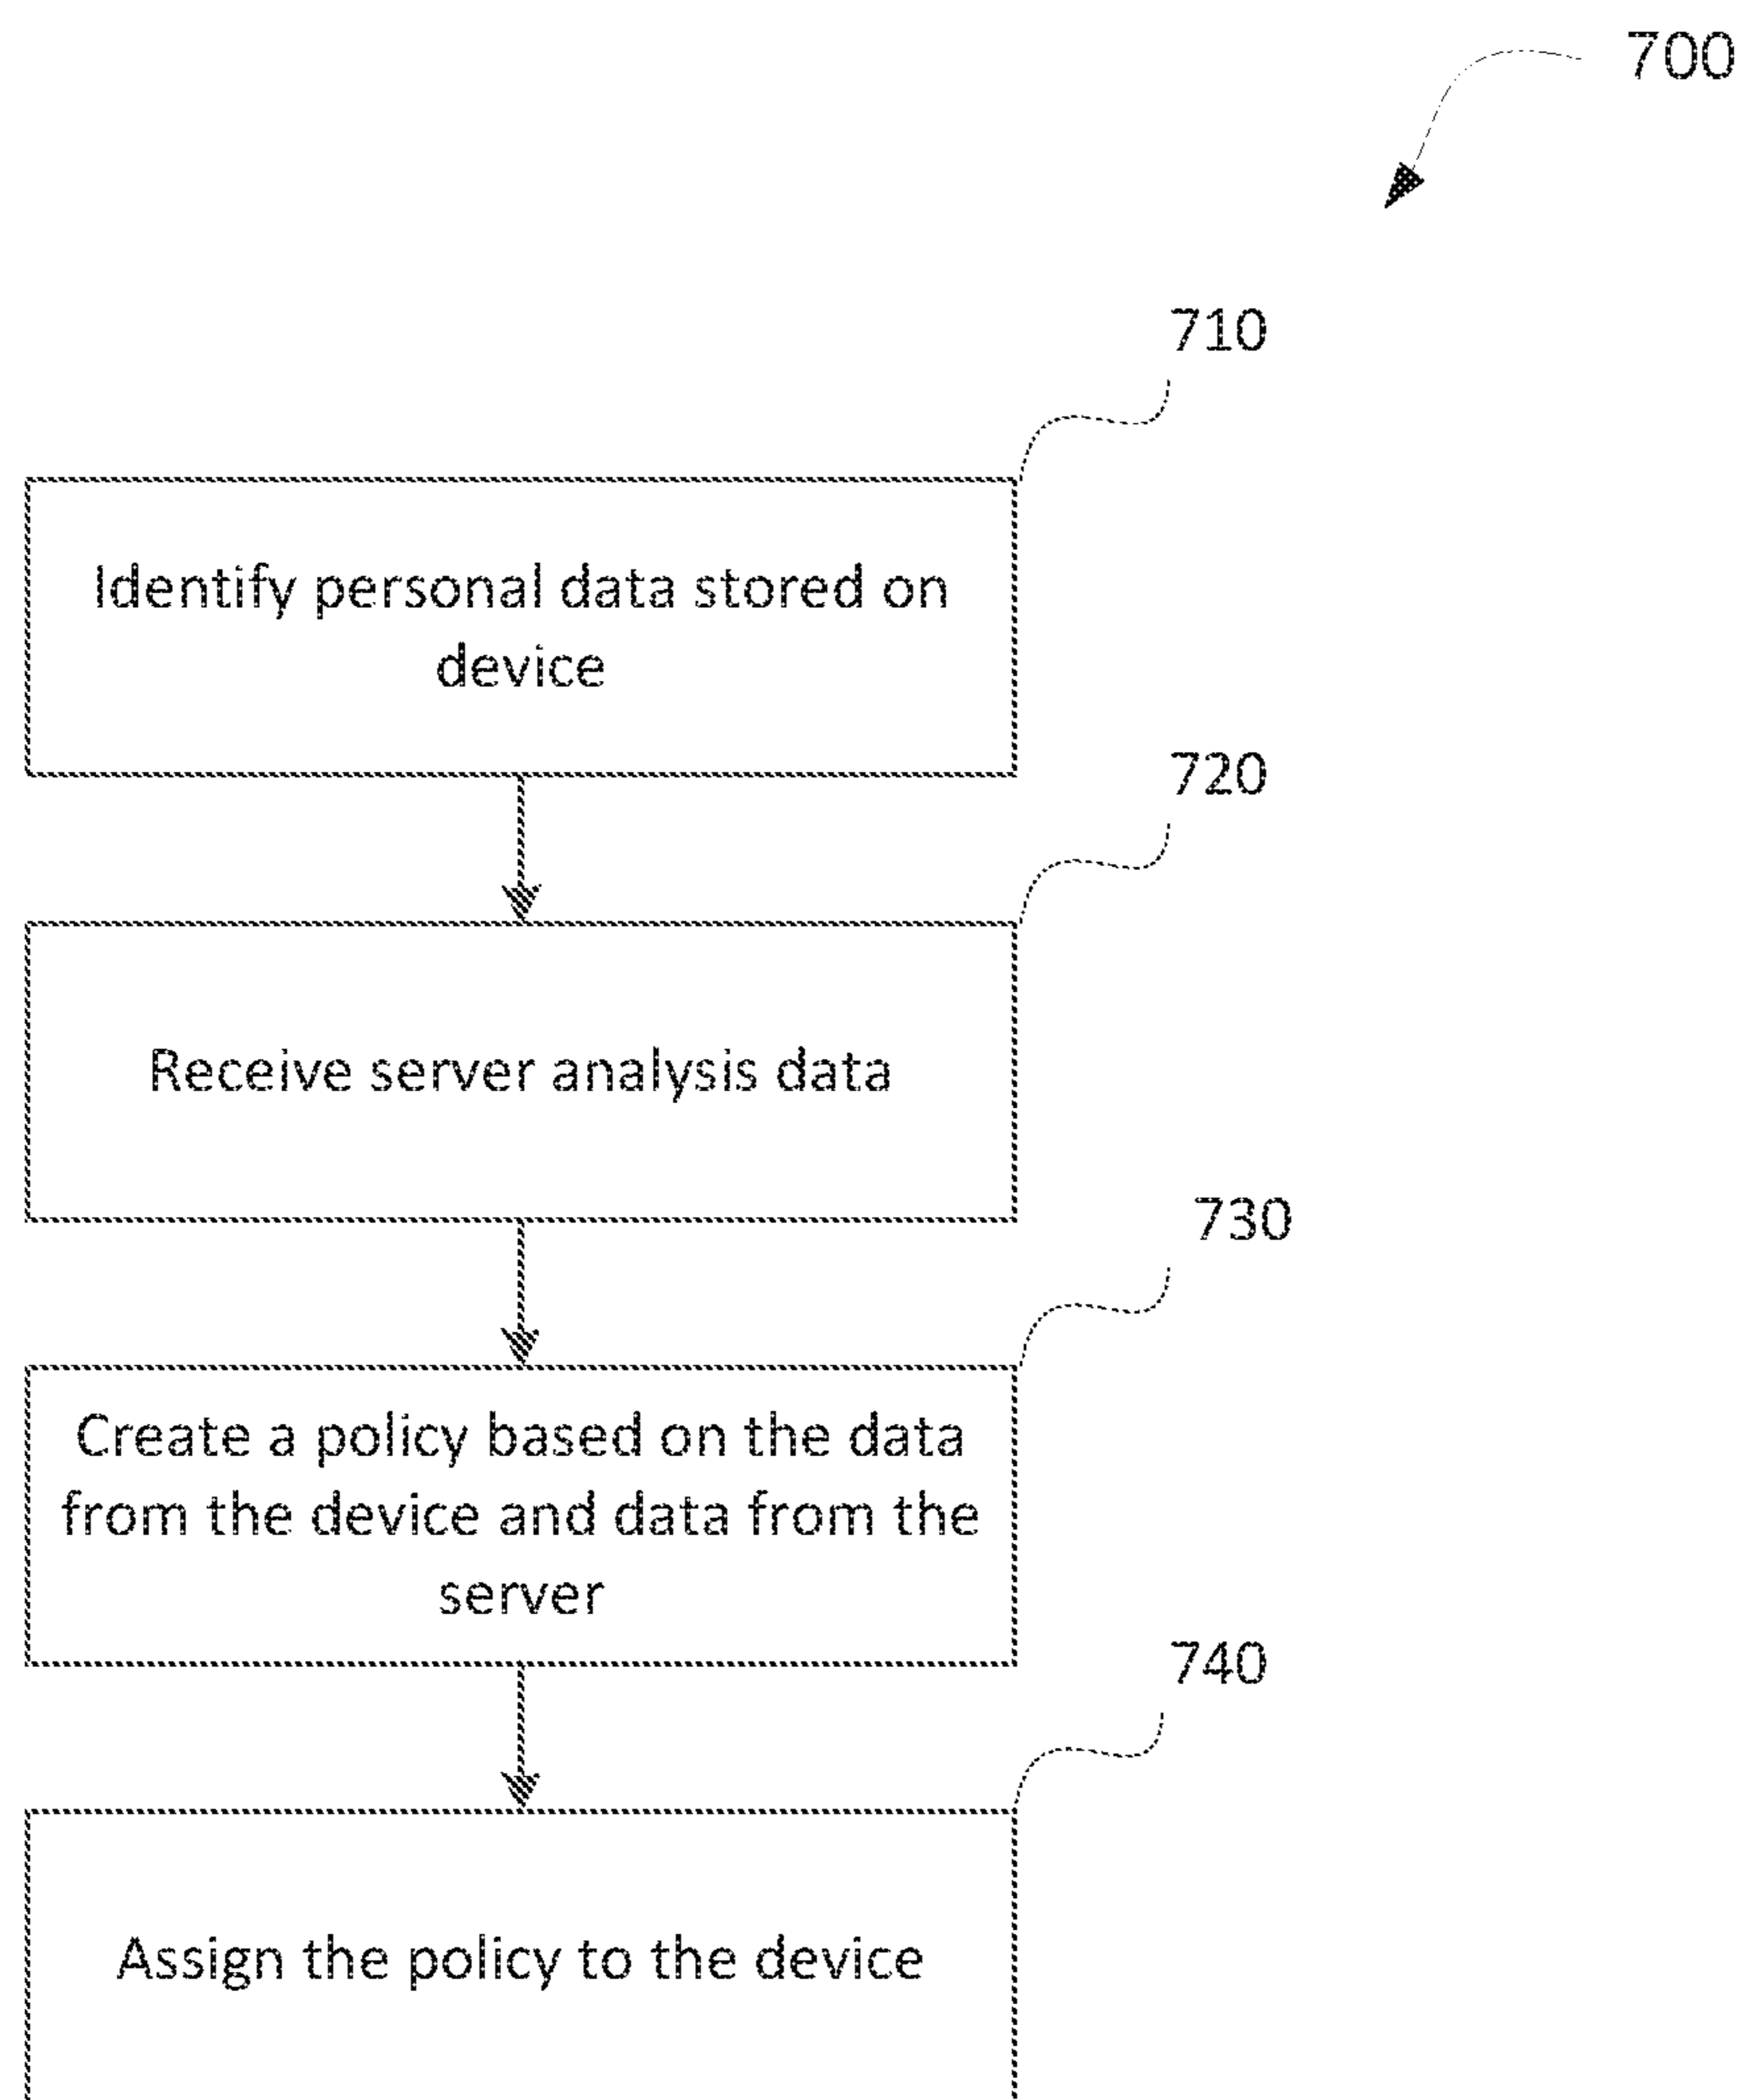 700
710
Identify personal data stored on
device
720
Receive server analysis data
730
Create a policy based on the data
from the device and data from the
server
740
Assign the policy to the device